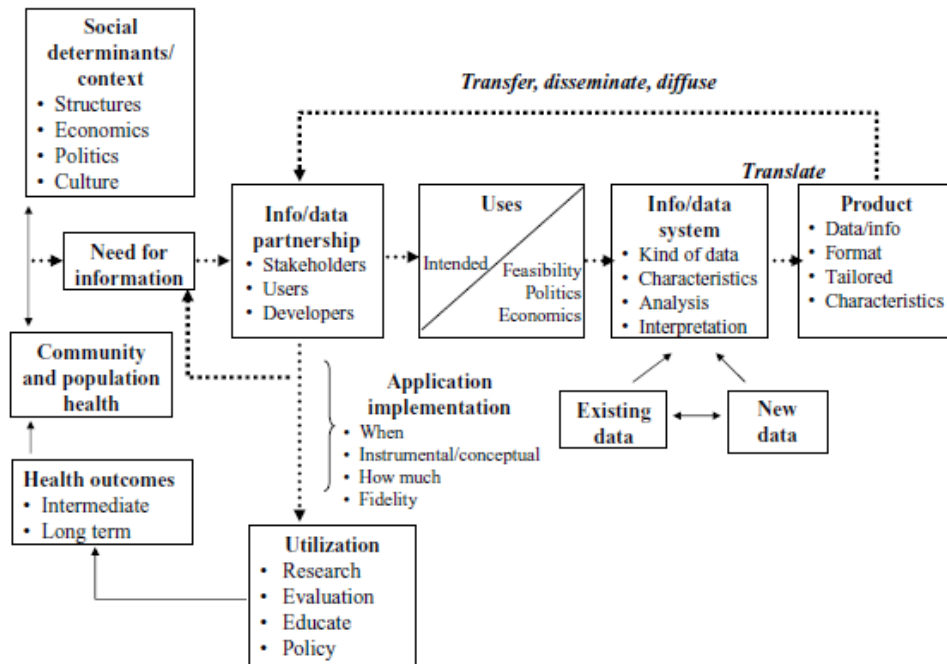 Social
determinants/
context
• Structures
• Economics
• Politics
• Culture
Transfer, disseminate, diffuse
Translate
Need for
information
Info/data
partnership
• Stakeholders
• Users
• Developers
Uses
Intended
Feasibility
Politics
Economics
Info/data
system
• Kind of data
• Characteristics
• Analysis
• Interpretation
Product
• Data/info
• Format
• Tailored
• Characteristics
Community
and population
health
Application
implementation
• When
• Instrumental/conceptual
• How much
• Fidelity
Existing
data
New
data
Health outcomes
• Intermediate
• Long term
Utilization
• Research
• Evaluation
• Educate
• Policy